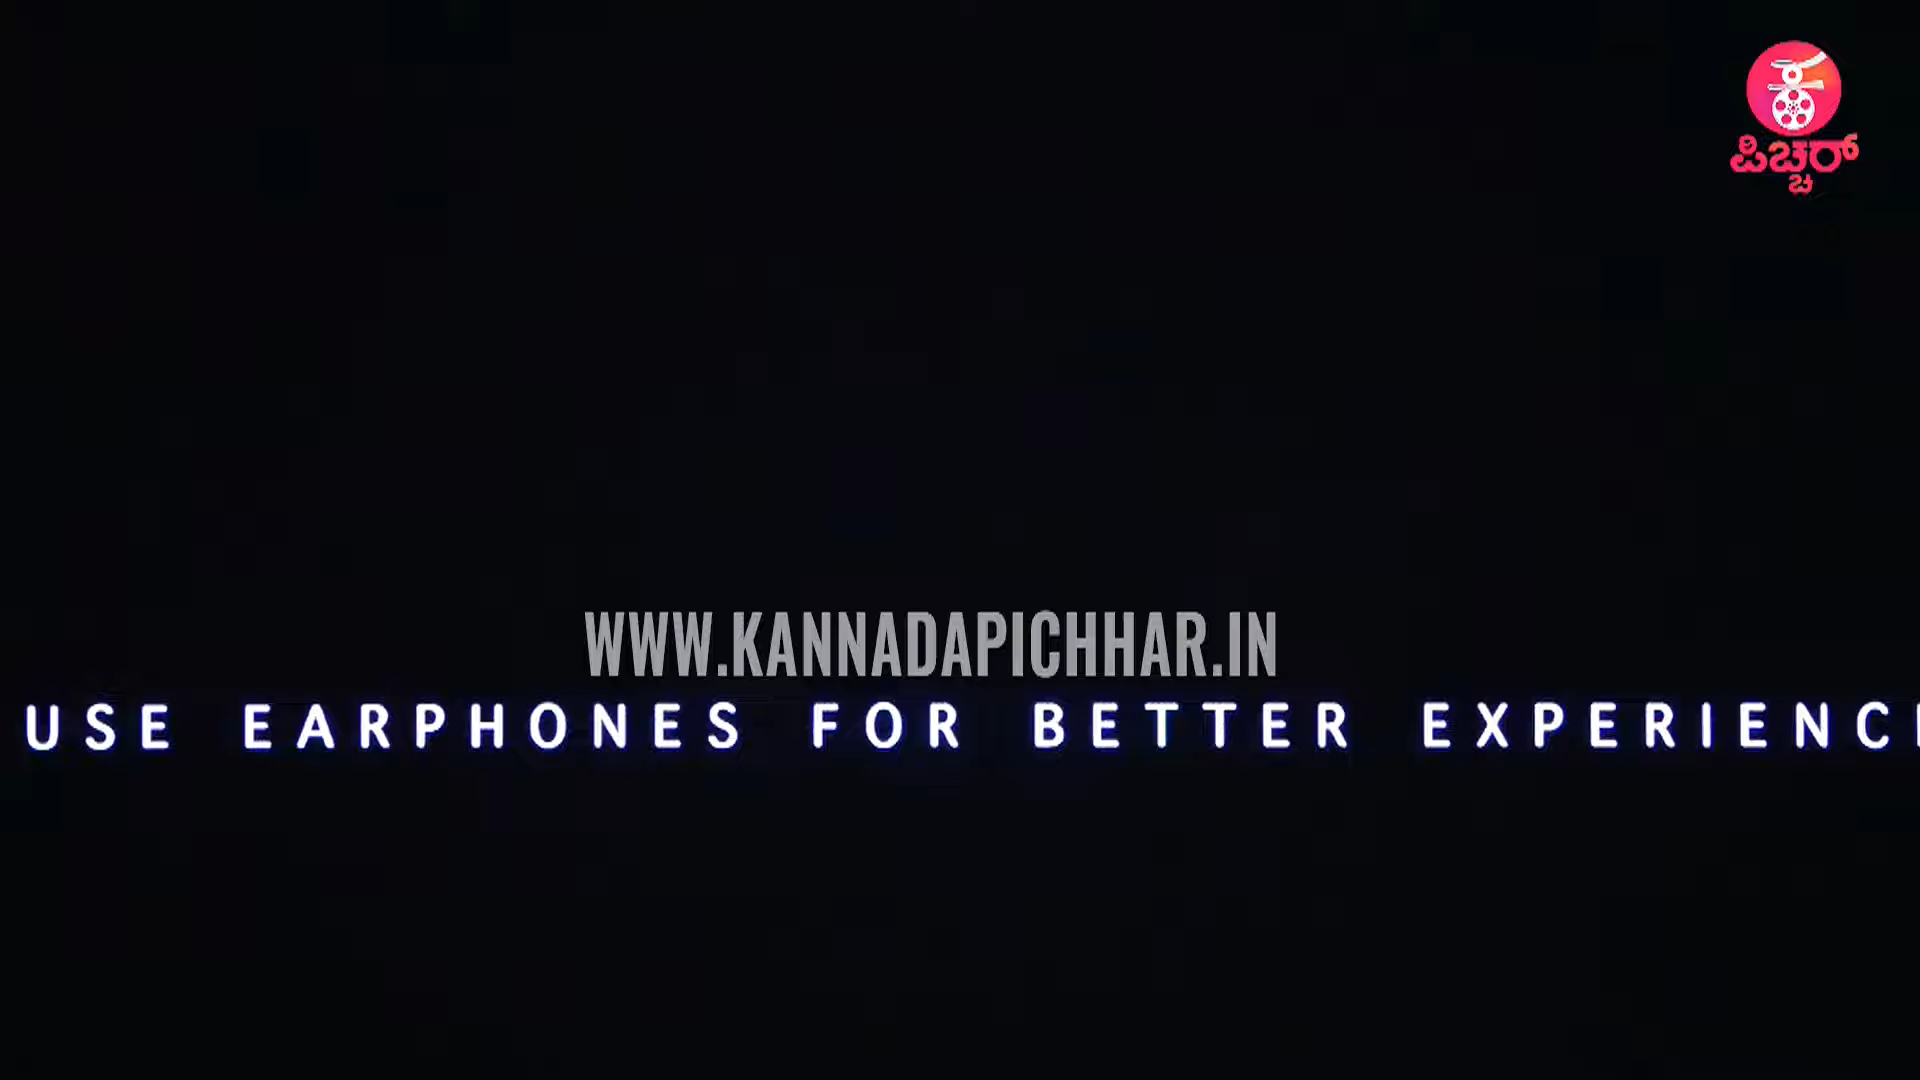 ಕ
ಪಿಚ್ಚರ್
WWW.KANNADAPICHHAR.IN
USE EARPHONES FOR BETTER EXPERIENC